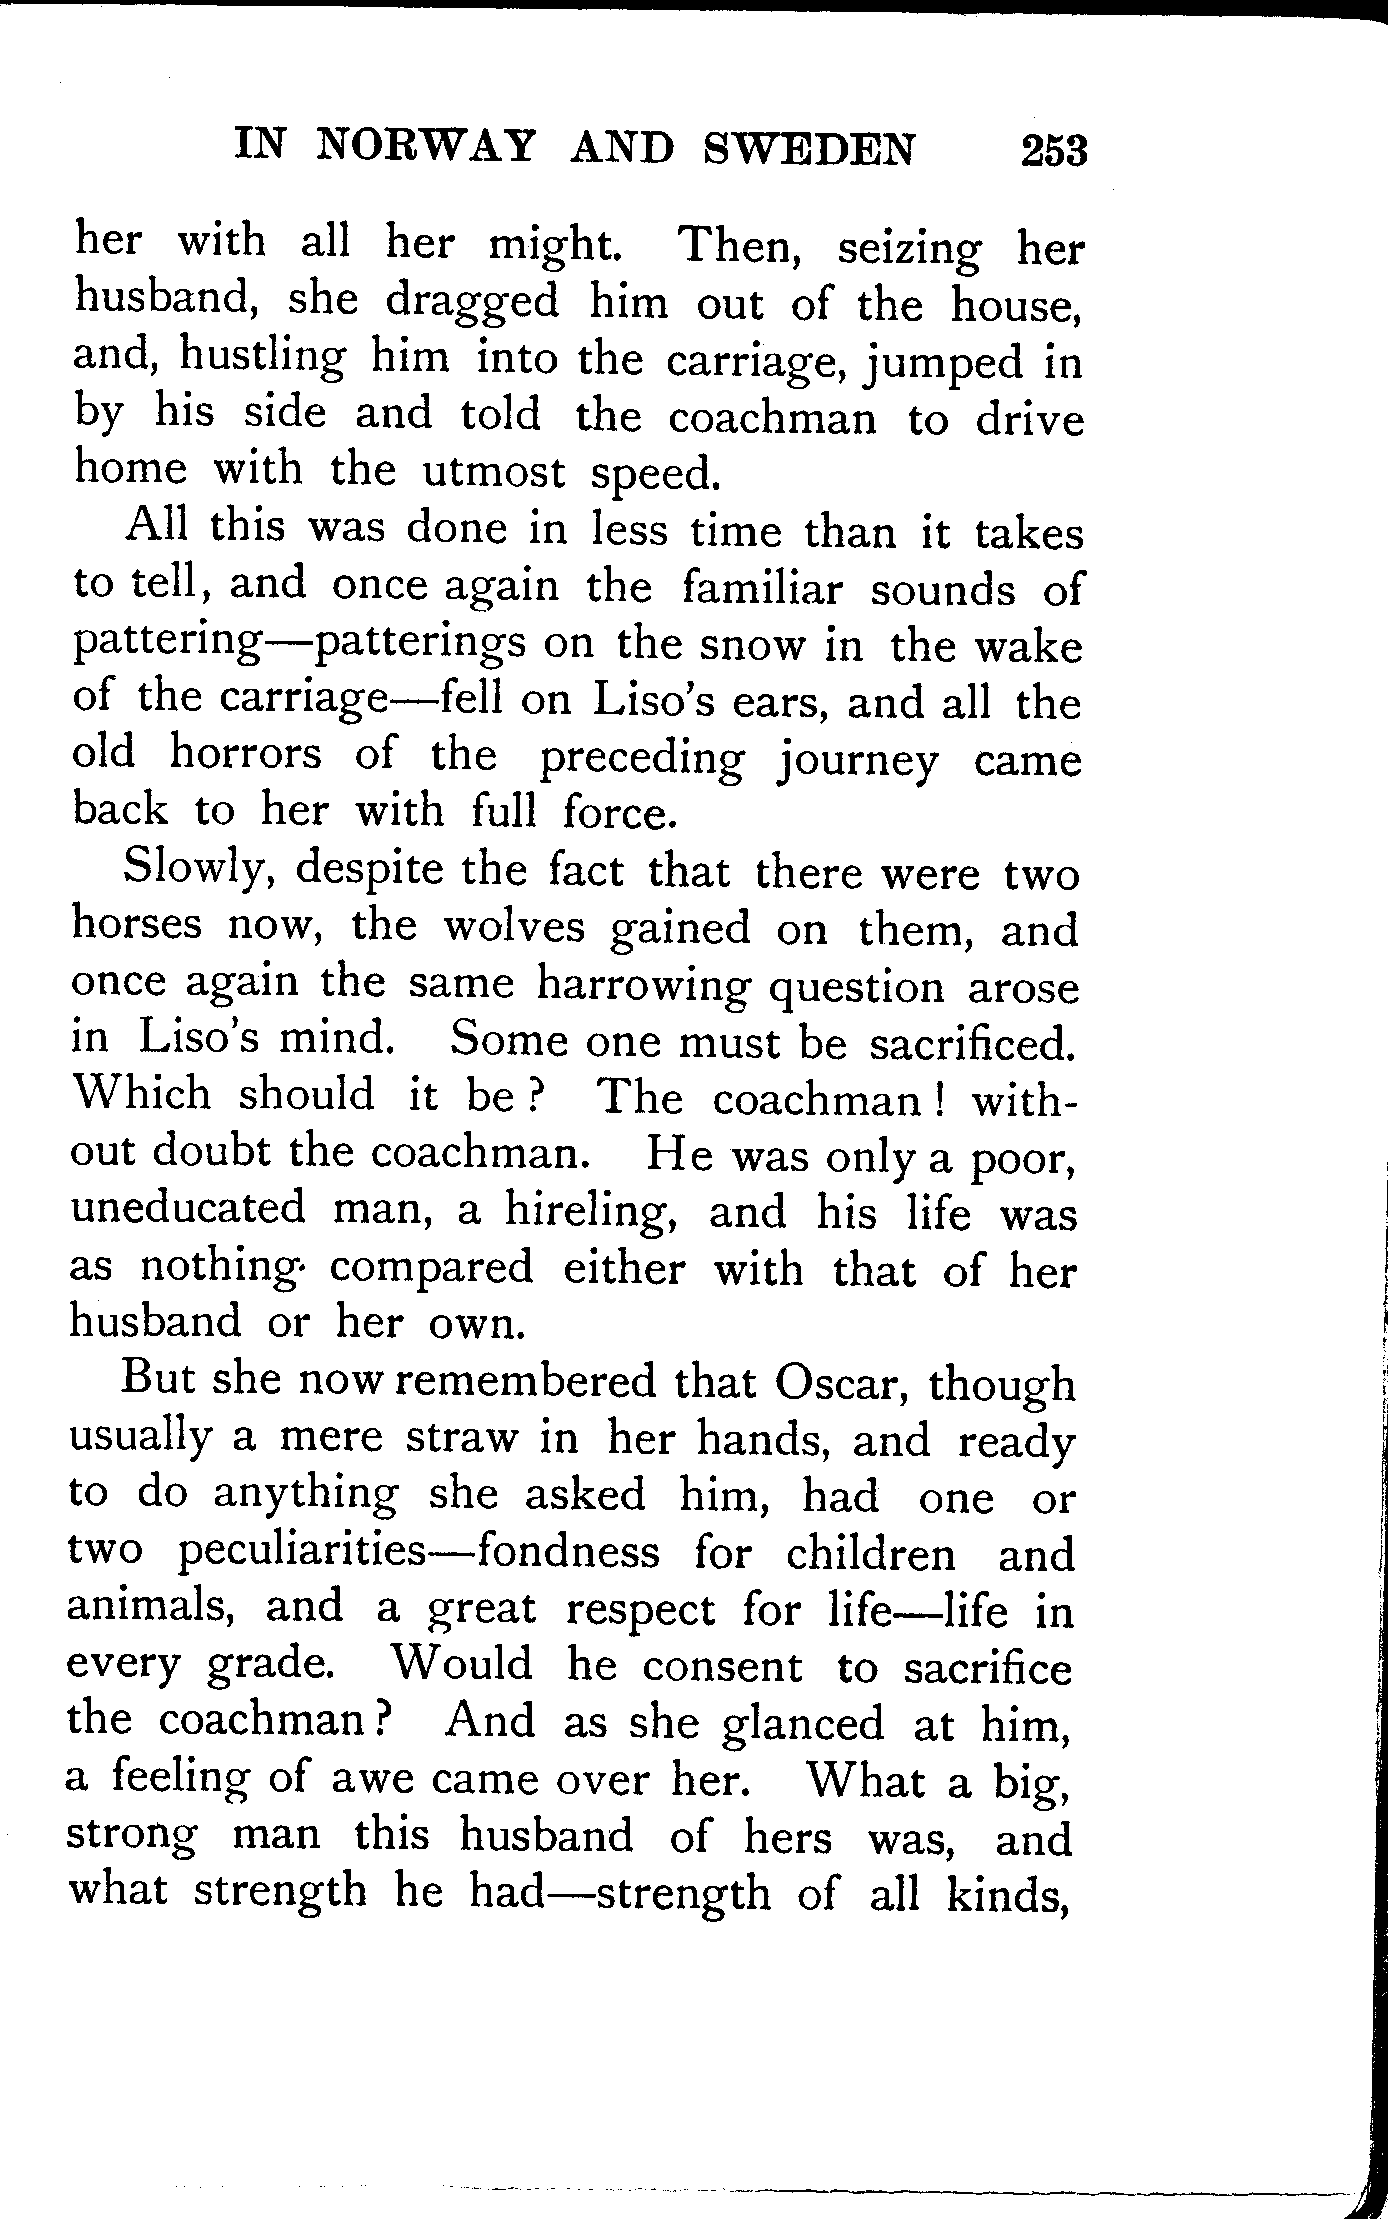 IN NORWAY AND SWEDEN 253
her with all her might. Then, seizing her
husband, she dragged him out of the house,
and, hustling him into the carriage, jumped in
by his side and told the coachman to drive
home with the utmost speed.
All this was done in less time than it takes
to tell, and once again the familiar sounds of
pattering—patterings on the snow in the wake
of the carriage—fell on Liso's ears, and all the
old horrors of the preceding journey came
back to her with full force.
Slowly, despite the fact that there were two
horses now, the wolves gained on them, and
once again the same harrowing question arose
in Liso's mind. Some one must be sacrificed.
Which should it be? The coachman! with-
out doubt the coachman. He was only a poor,
uneducated man, a hireling, and his life was
as nothing compared either with that of her
husband or her own.
But she now remembered that Oscar, though
usually a mere straw in her hands, and ready
to do anything she asked him, had one or
two peculiarities—fondness for children and
animals, and a great respect for life—life in
every grade. Would he consent to sacrifice
the coachman? And as she glanced at him,
a feeling of awe came over her. What a big,
strong man this husband of hers was, and
what strength he had—strength of all kinds,